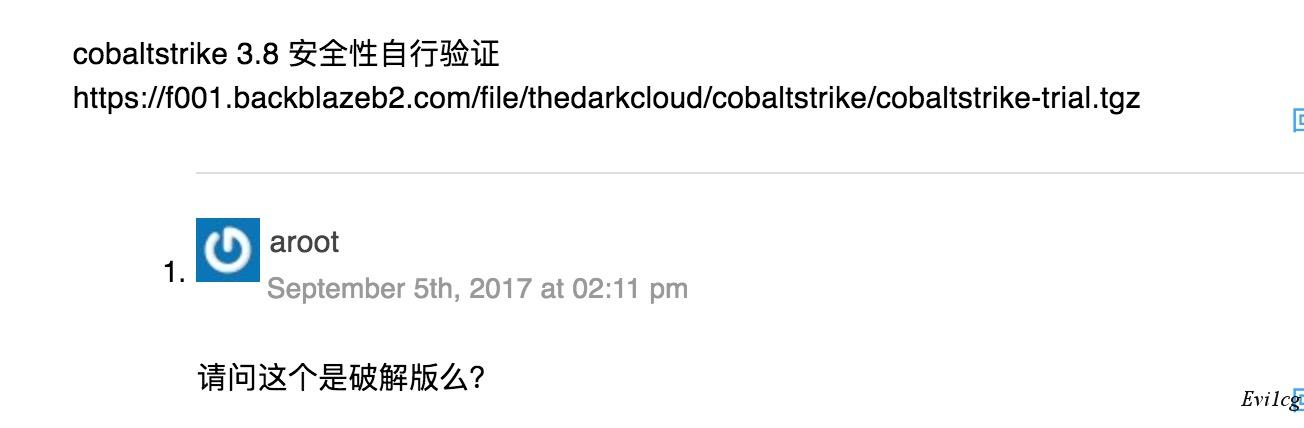 cobaltstrike 3.8 安全性自行验证
https://f001.backblazeb2.com/file/thedarkcloud/cobaltstrike/cobaltstrike-trial.tgz
aroot
1.
September 5th, 2017 at 02:11 pm
请问这个是破解版么？
Evi1cg